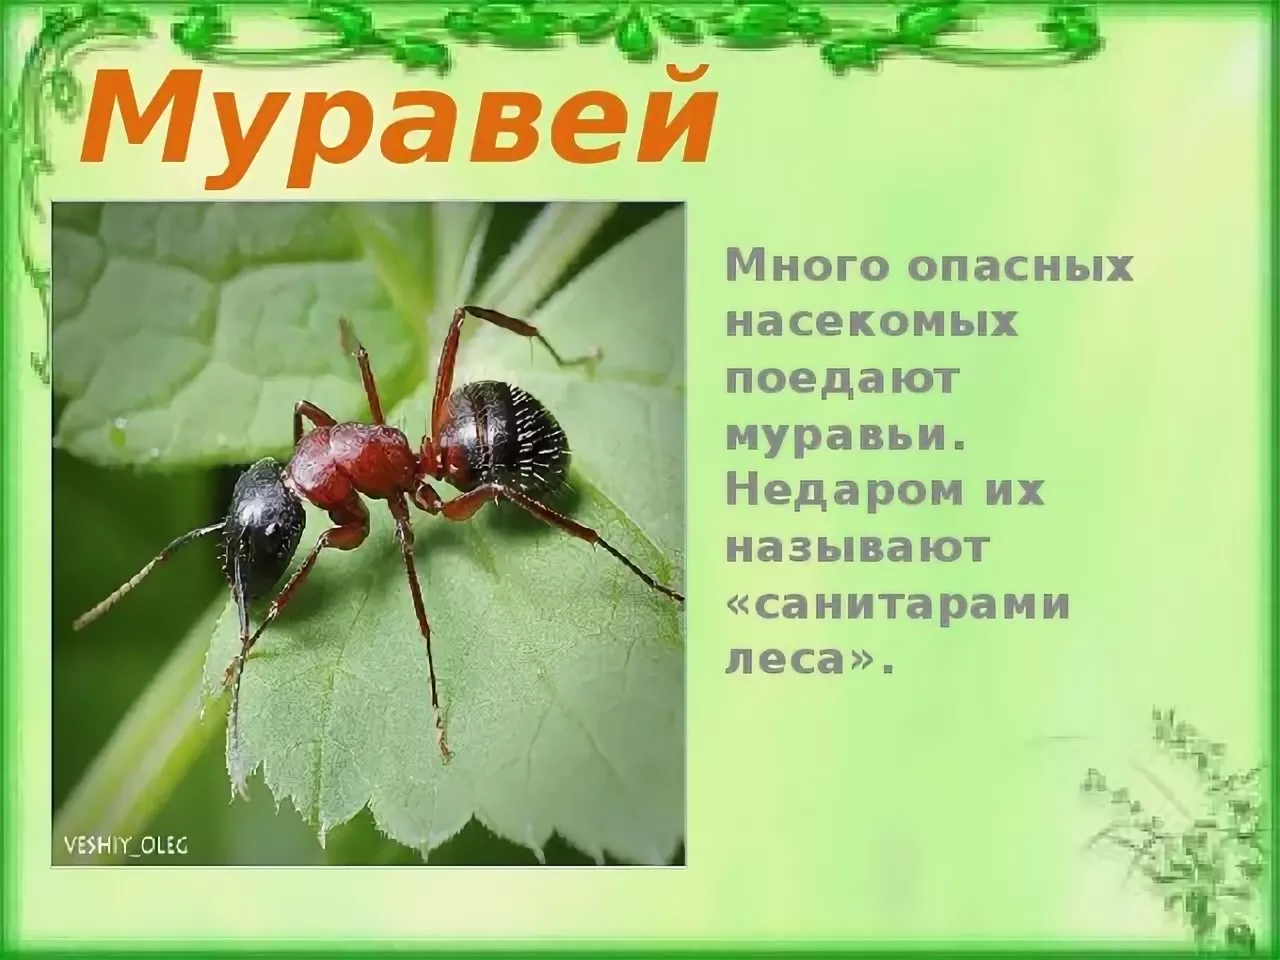 Муравей
Много опасных
насекомых
поедают
муравьи.
Недаром их
называют
«санитарами
леса».
VESHIY_OLEG